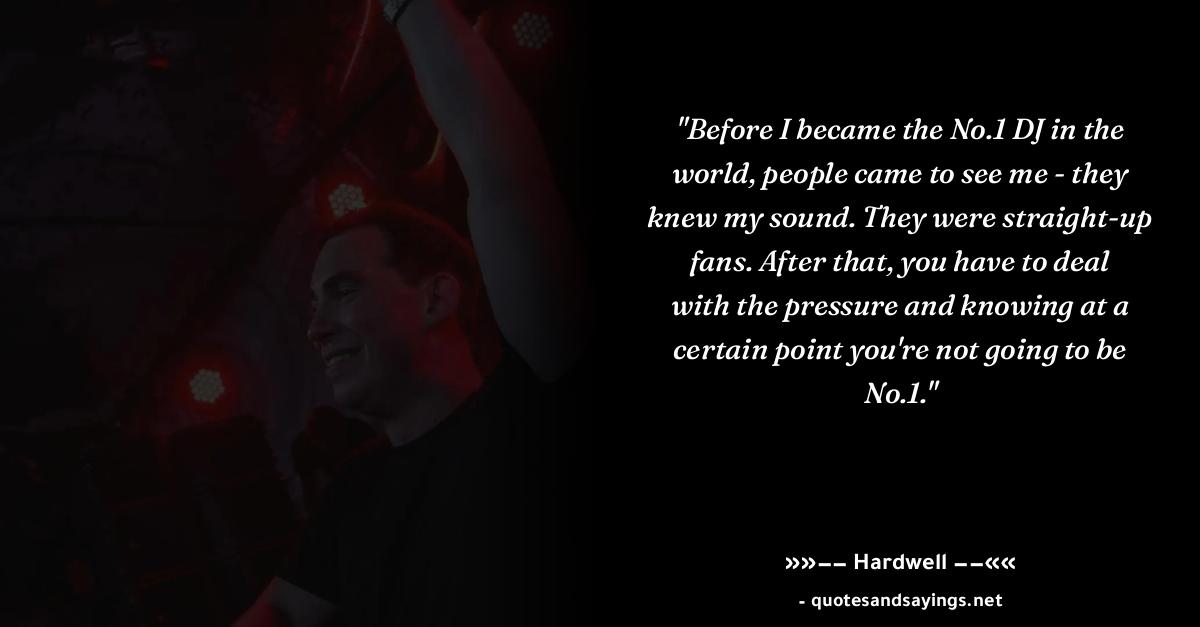 "Before I became the No.1 DJ in the
world, people came to see me - they
knew my sound. They were straight-up
fans. After that, you have to deal
with the pressure and knowing at a
certain point you're not going to be
No.1."
»»—— Hardwell ——««
- quotesandsayings.net